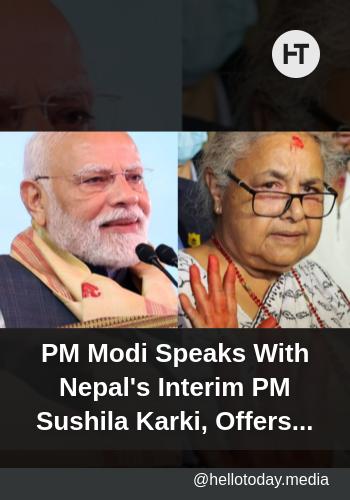 HT
PM Modi Speaks With
Nepal's Interim PM
Sushila Karki, Offers...
@hellotoday.media